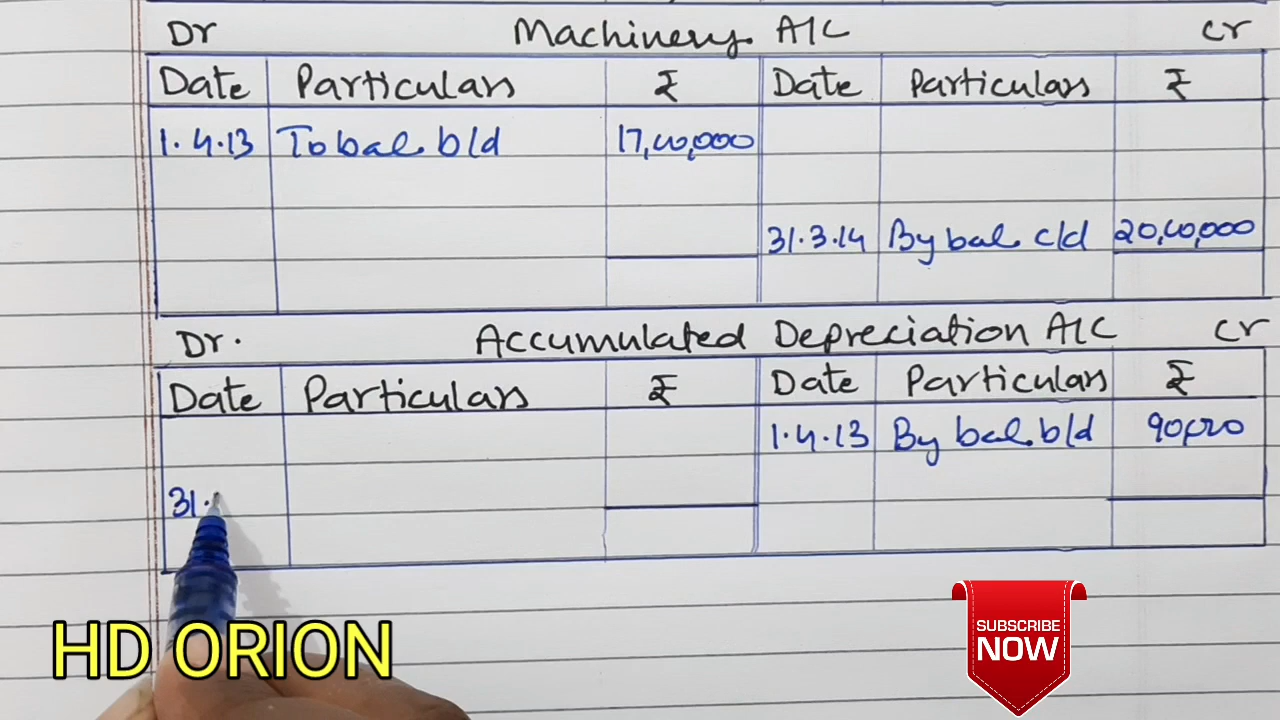 Dr Machinery A/C Cr
Date Particulars ₹ Date Particulars ₹
1.4.13 To bal. b/d 17,40,000
31.3.14 By bal. c/d 20,40,000
Dr. Accumulated Depreciation A/C Cr
Date Particulars ₹ Date Particulars ₹
1.4.13 By bal. b/d 90,000
31.
HD ORION
SUBSCRIBE
NOW